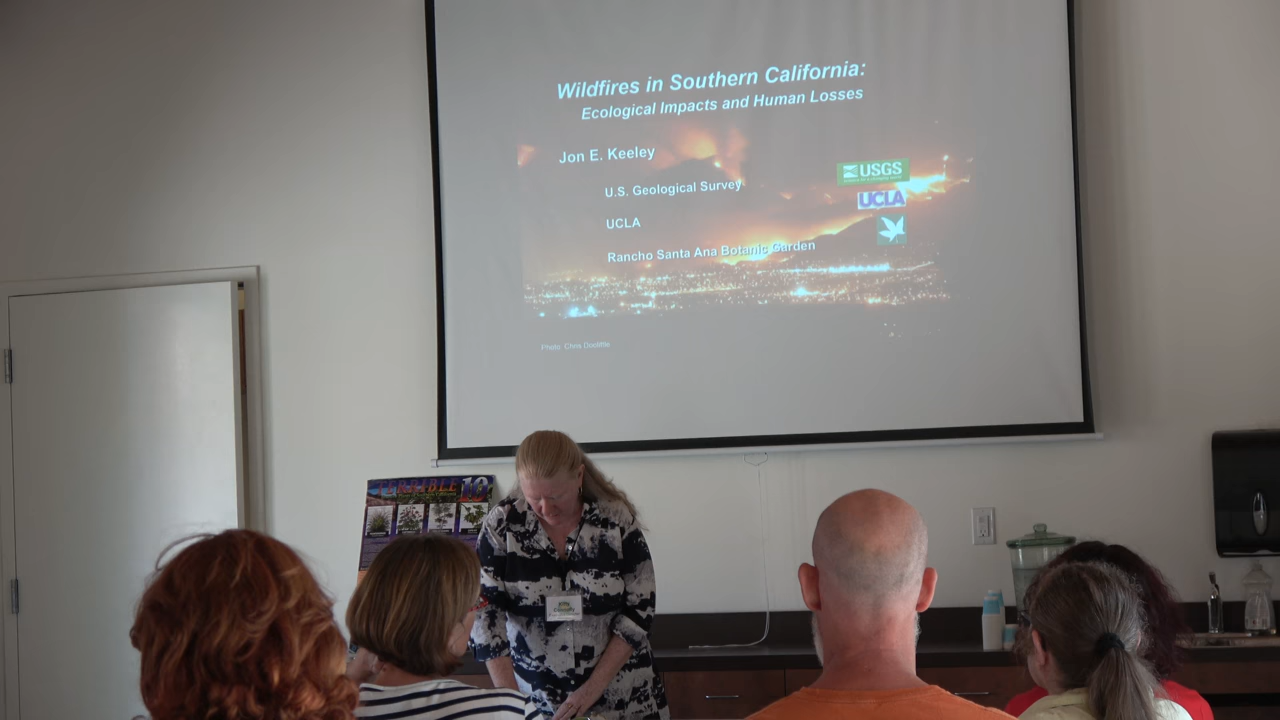 Wildfires in Southern California:
Ecological Impacts and Human Losses
Jon E. Keeley
U.S. Geological Survey
UCLA
Rancho Santa Ana Botanic Garden
USGS
UCLA
Photo Chris Doolittle
TERRIBLE 10